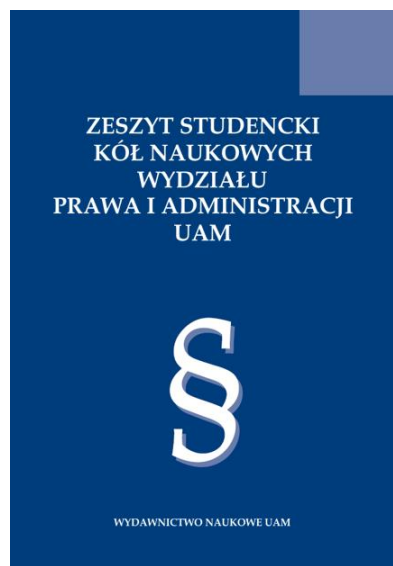 ZESZYT STUDENCKI
KÓŁ NAUKOWYCH
WYDZIAŁU
PRAWA I ADMINISTRACJI
UAM
§
WYDAWNICTWO NAUKOWE UAM